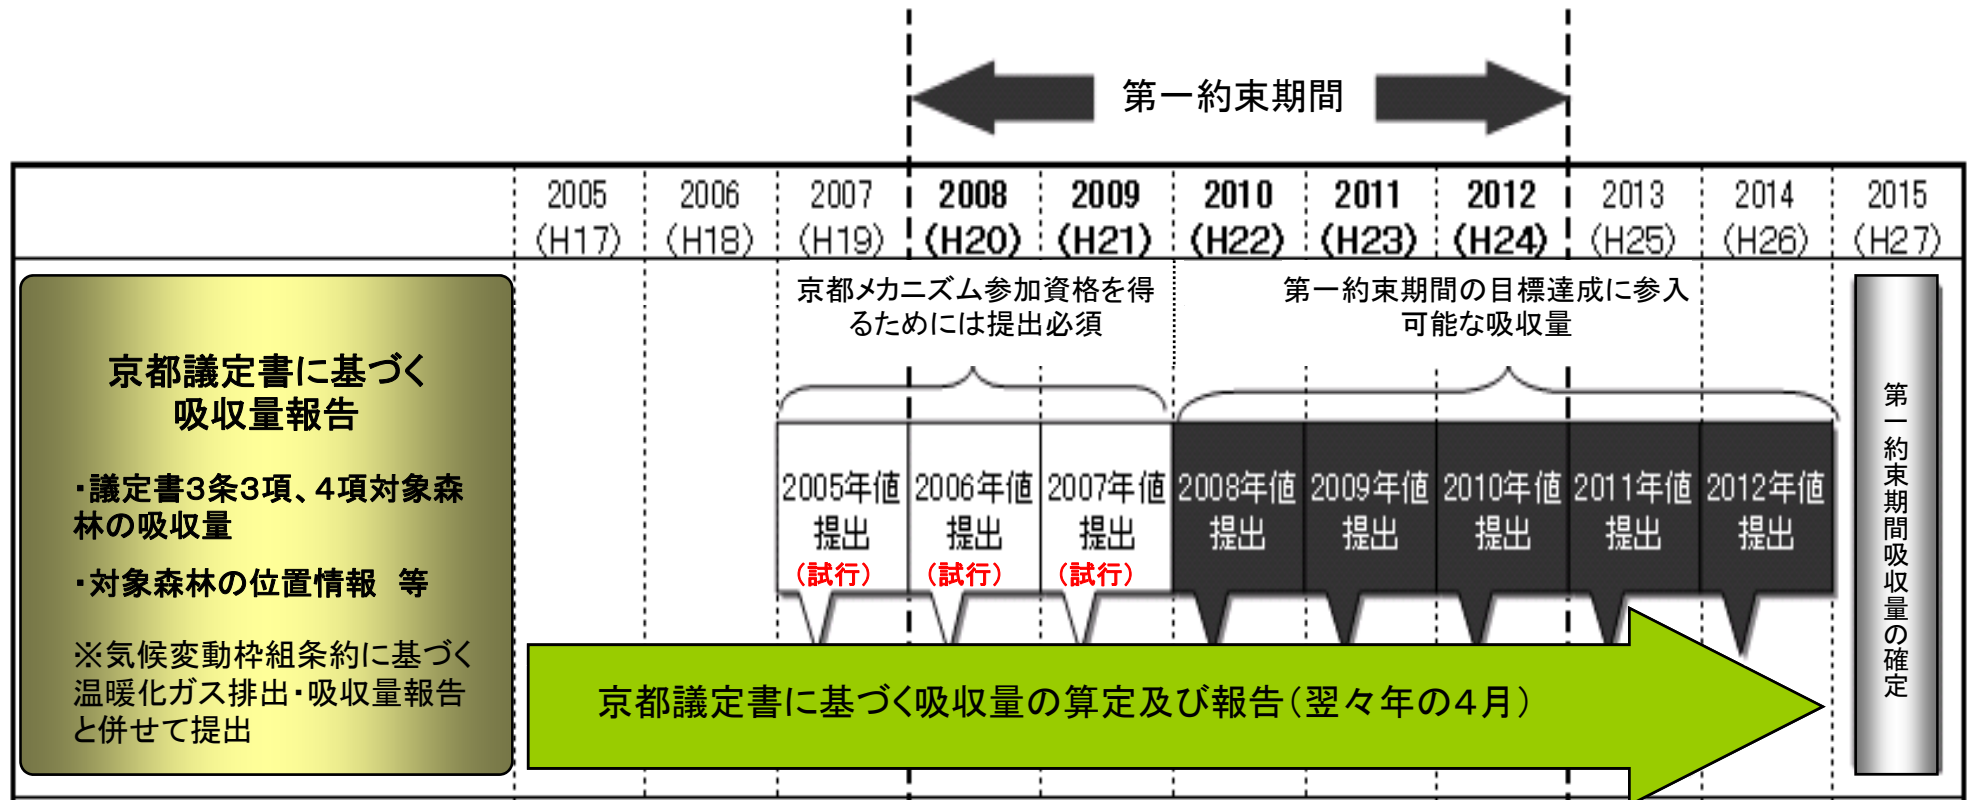 第一約束期間
2005 2006 2007 2008 2009 2010 2011 2012 2013 2014 2015
(H17) (H18) (H19) (H20) (H21) (H22) (H23) (H24) (H25) (H26) (H27)
京都メカニズム参加資格を得
るためには提出必須
第一約束期間の目標達成に参入
可能な吸収量
京都議定書に基づく
吸収量報告
・議定書3条3項、4項対象森
林の吸収量
・対象森林の位置情報 等
※気候変動枠組条約に基づく
温暖化ガス排出・吸収量報告
と併せて提出
2005年値 2006年値 2007年値 2008年値 2009年値 2010年値 2011年値 2012年値
提出 提出 提出 提出 提出 提出 提出 提出
(試行) (試行) (試行)
京都議定書に基づく吸収量の算定及び報告(翌々年の4月)
第一約束期間吸収量の確定